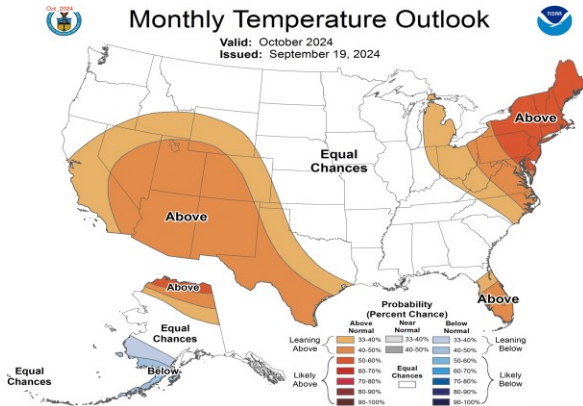 Oct. 2024
Monthly Temperature Outlook
Valid: October 2024
Issued: September 19, 2024
NOAA
Above
Equal
Chances
Above
Above
Above
Equal
Chances
Below
Equal
Chances
Probability
(Percent Chance)
Above
Normal
Near
Normal
Below
Normal
Leaning
Above
33-40%
33-40%
33-40%
Leaning
Below
40-50%
40-50%
40-50%
Likely
Above
50-60%
Equal
Chances
50-60%
Likely
Below
60-70%
60-70%
70-80%
70-80%
80-90%
80-90%
90-100%
90-100%